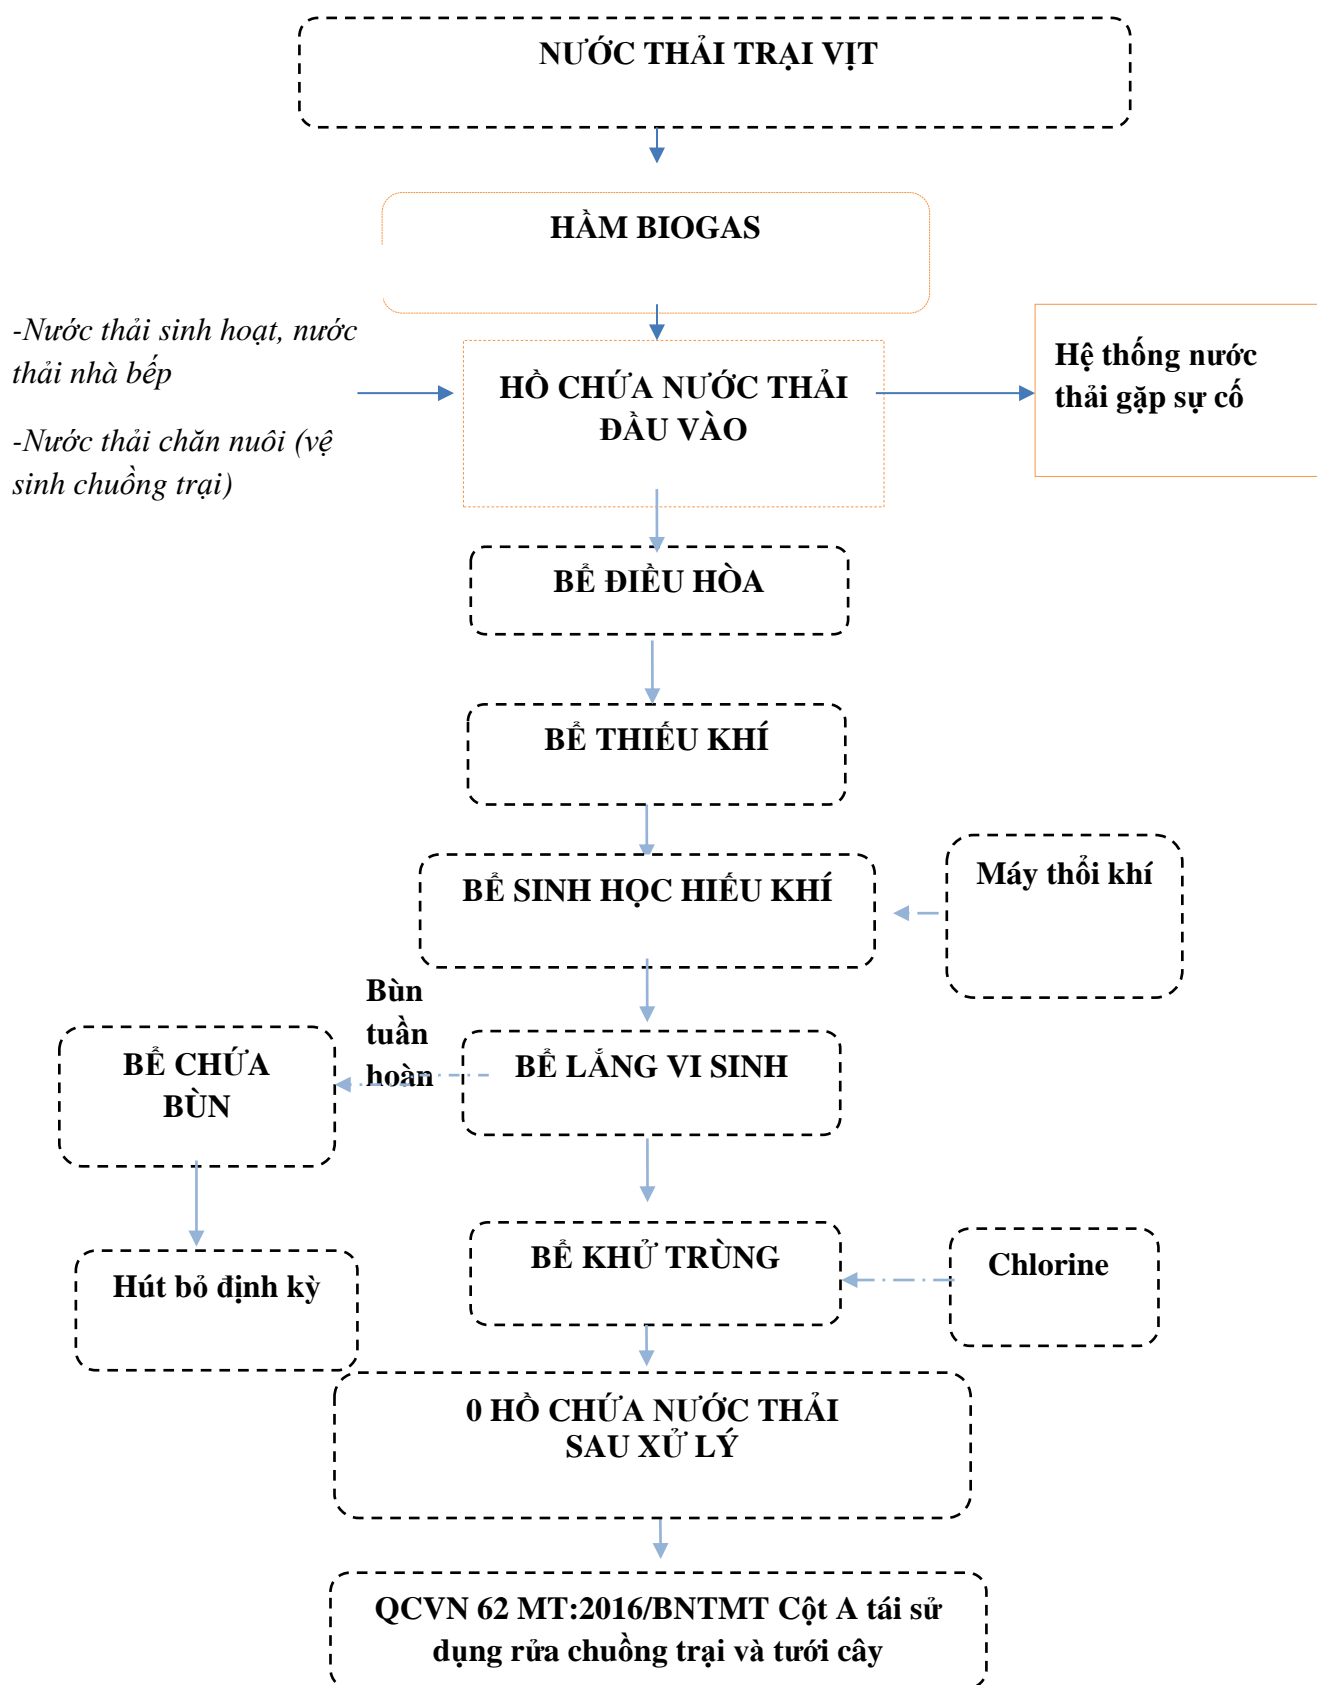 NƯỚC THẢI TRẠI VỊT
HẦM BIOGAS
-Nước thải sinh hoạt, nước
thải nhà bếp
-Nước thải chăn nuôi (vệ
sinh chuồng trại)
HỒ CHỨA NƯỚC THẢI
ĐẦU VÀO
Hệ thống nước
thải gặp sự cố
BỂ ĐIỀU HÒA
BỂ THIẾU KHÍ
BỂ SINH HỌC HIẾU KHÍ
Máy thổi khí
Bùn
tuần
hoàn
BỂ CHỨA
BÙN
BỂ LẮNG VI SINH
Hút bỏ định kỳ
BỂ KHỬ TRÙNG
Chlorine
0 HỒ CHỨA NƯỚC THẢI
SAU XỬ LÝ
QCVN 62 MT:2016/BNTMT Cột A tái sử
dụng rửa chuồng trại và tưới cây